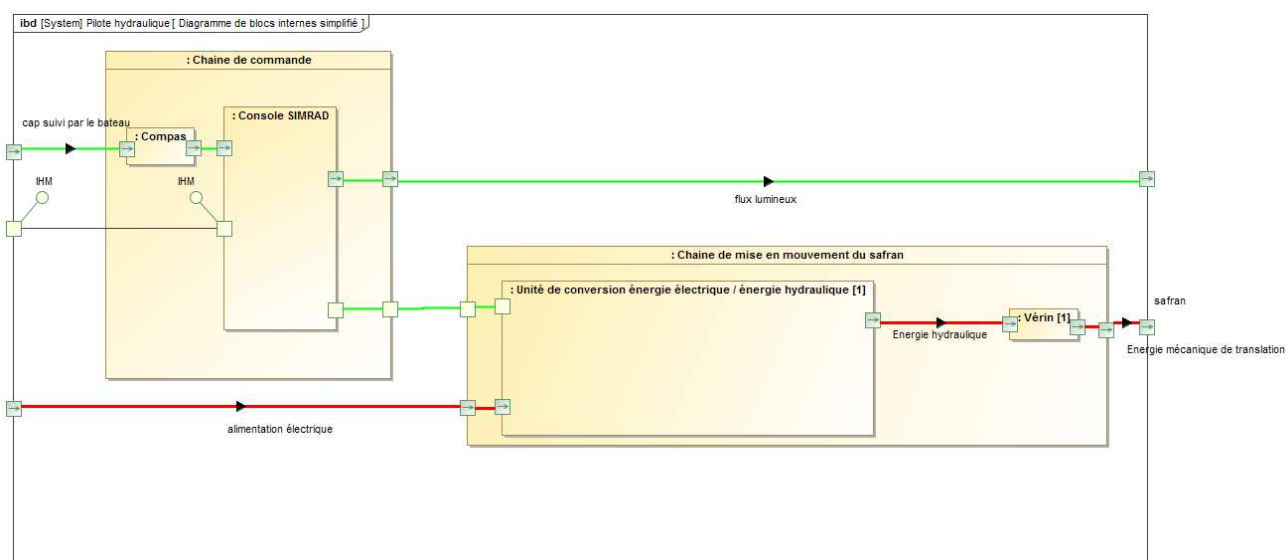 ibd [System] Pilote hydraulique [ Diagramme de blocs internes simplifié ]
: Chaine de commande
: Console SIMRAD
cap suivi par le bateau
: Compas
IHM
IHM
flux lumineux
: Chaine de mise en mouvement du safran
: Unité de conversion énergie électrique / énergie hydraulique [1]
safran
: Vérin [1]
Energie hydraulique
Energie mécanique de translation
alimentation électrique